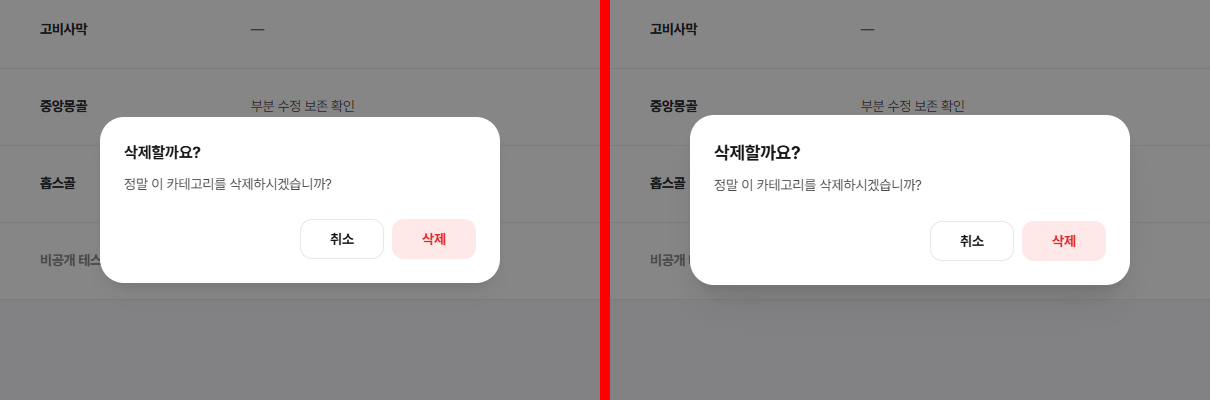 고비사막 —
중앙몽골 부분 수정 보존 확인
삭제할까요?
정말 이 카테고리를 삭제하시겠습니까?
홉스골
취소 삭제
비공개 테스
고비사막 —
중앙몽골 부분 수정 보존 확인
삭제할까요?
정말 이 카테고리를 삭제하시겠습니까?
홉스골
취소 삭제
비공개